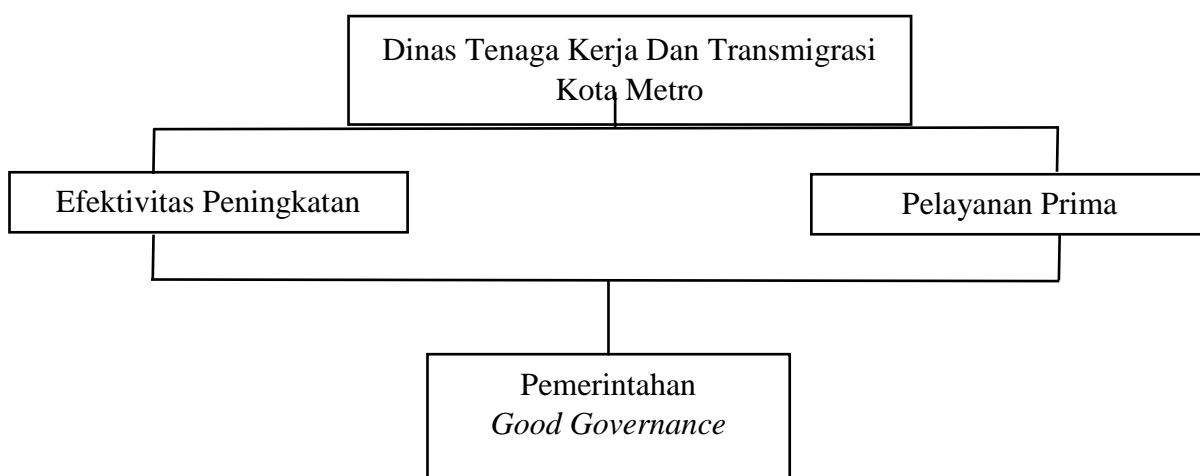 Dinas Tenaga Kerja Dan Transmigrasi
Kota Metro
Efektivitas Peningkatan
Pelayanan Prima
Pemerintahan
Good Governance